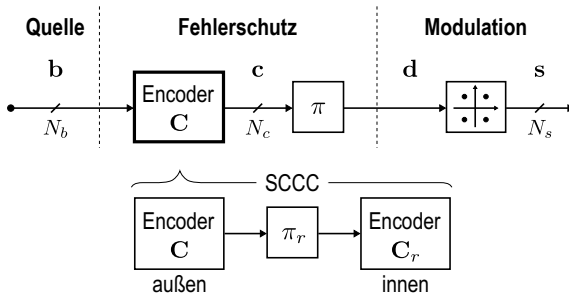 Quelle Fehlerschutz Modulation
b c d s
Encoder
C
π
N_b N_c N_s
SCCC
Encoder
C
π_r
Encoder
C_r
außen innen